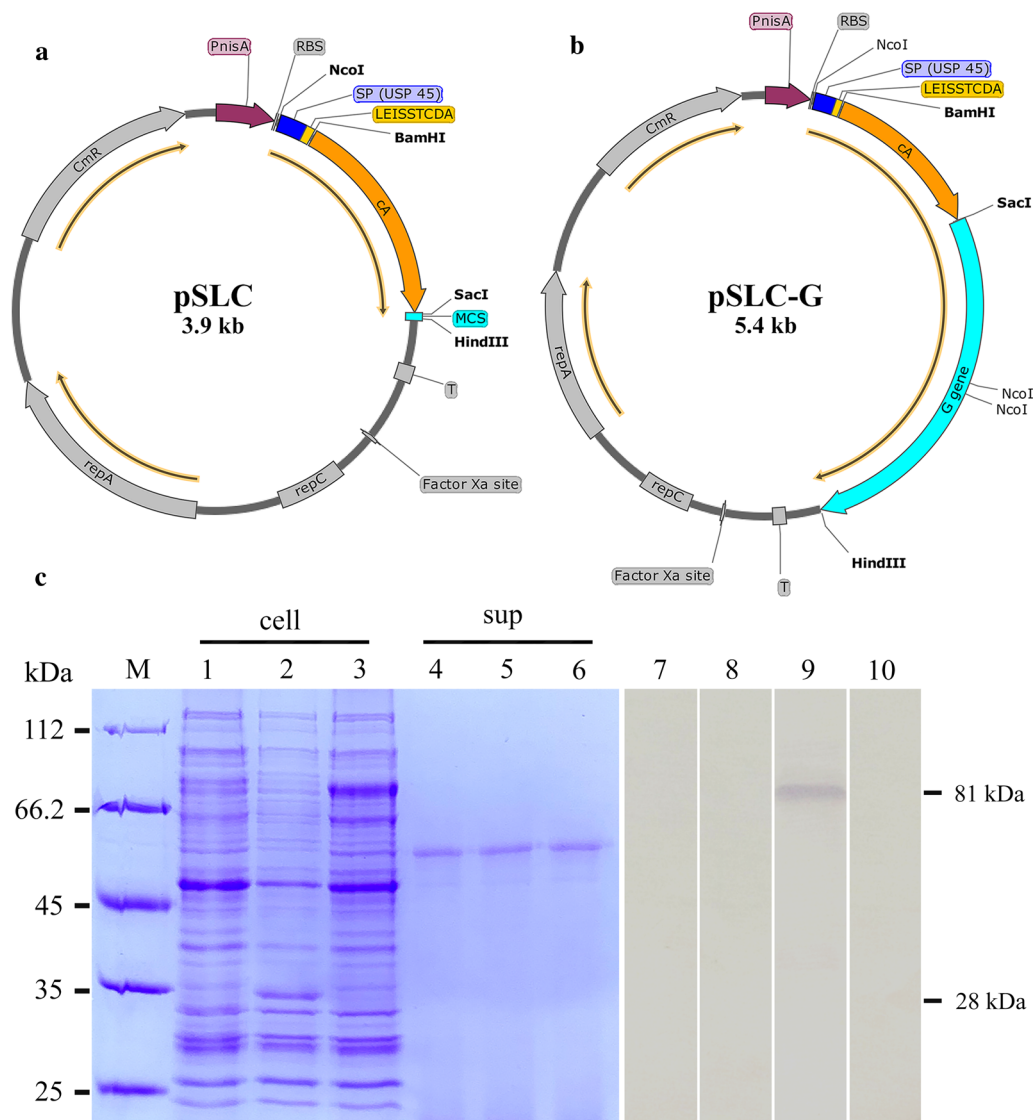 a
PnisA
RBS
NcoI
SP (USP 45)
LEISSTCDA
BamHI
CmR
cA
pSLC
3.9 kb
SacI
MCS
HindIII
T
repA
repC
Factor Xa site
b
PnisA
RBS
NcoI
SP (USP 45)
LEISSTCDA
BamHI
CmR
cA
SacI
pSLC-G
5.4 kb
repA
G gene
NcoI
NcoI
repC
HindIII
Factor Xa site
T
c
cell
sup
kDa
M
1
2
3
4
5
6
7
8
9
10
112
66.2
45
35
25
81 kDa
28 kDa